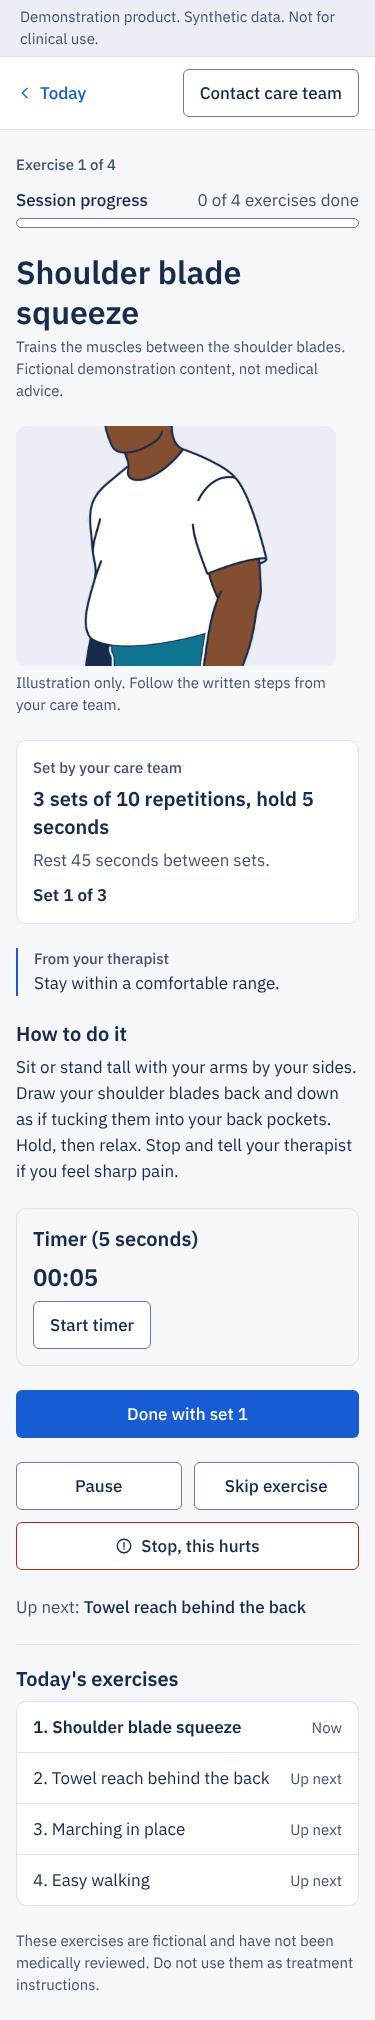 Demonstration product. Synthetic data. Not for
clinical use.
Today
Contact care team
Exercise 1 of 4
Session progress
0 of 4 exercises done
Shoulder blade
squeeze
Trains the muscles between the shoulder blades.
Fictional demonstration content, not medical
advice.
Illustration only. Follow the written steps from
your care team.
Set by your care team
3 sets of 10 repetitions, hold 5
seconds
Rest 45 seconds between sets.
Set 1 of 3
From your therapist
Stay within a comfortable range.
How to do it
Sit or stand tall with your arms by your sides.
Draw your shoulder blades back and down
as if tucking them into your back pockets.
Hold, then relax. Stop and tell your therapist
if you feel sharp pain.
Timer (5 seconds)
00:05
Start timer
Done with set 1
Pause
Skip exercise
Stop, this hurts
Up next: Towel reach behind the back
Today's exercises
1. Shoulder blade squeeze
Now
2. Towel reach behind the back
Up next
3. Marching in place
Up next
4. Easy walking
Up next
These exercises are fictional and have not been
medically reviewed. Do not use them as treatment
instructions.